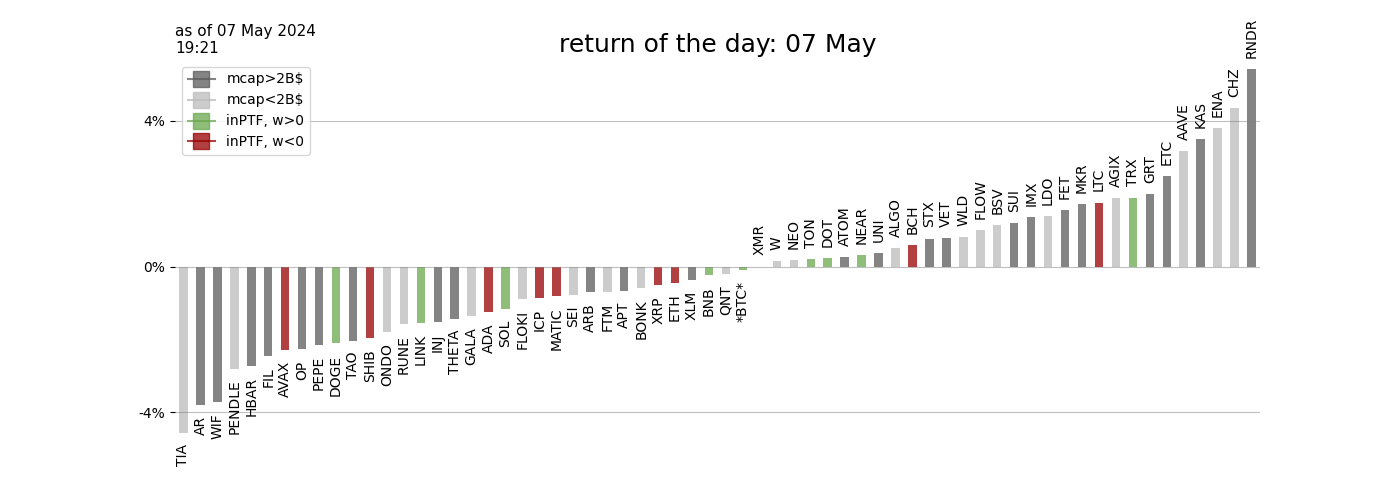 as of 07 May 2024
19:21
return of the day: 07 May
mcap>2B$
mcap<2B$
inPTF, w>0
inPTF, w<0
4%
0%
-4%
TIA
AR
WIF
PENDLE
HBAR
FIL
AVAX
OP
PEPE
DOGE
TAO
SHIB
ONDO
RUNE
LINK
INJ
THETA
GALA
ADA
SOL
FLOKI
ICP
MATIC
SEI
ARB
FTM
APT
BONK
XRP
ETH
XLM
BNB
QNT
*BTC*
XMR
W
NEO
TON
DOT
ATOM
NEAR
UNI
ALGO
BCH
STX
VET
WLD
FLOW
BSV
SUI
IMX
LDO
FET
MKR
LTC
AGIX
TRX
GRT
ETC
AAVE
KAS
ENA
CHZ
RNDR